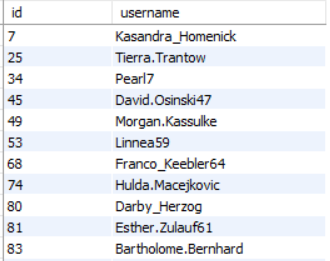 id username
7 Kasandra_Homenick
25 Tierra.Trantow
34 Pearl7
45 David.Osinski47
49 Morgan.Kassulke
53 Linnea59
68 Franco_Keebler64
74 Hulda.Macejkovic
80 Darby_Herzog
81 Esther.Zulauf61
83 Bartholome.Bernhard